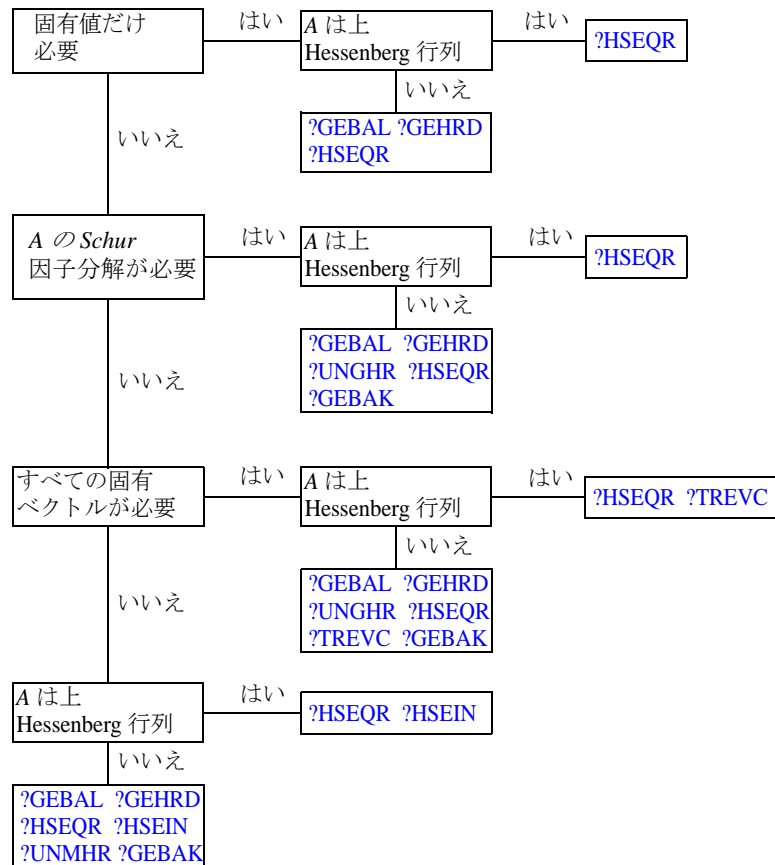 固有値だけ
必要
はい
A は上
Hessenberg 行列
はい
?HSEQR
いいえ
?GEBAL ?GEHRD
?HSEQR
いいえ
A の Schur
因子分解が必要
はい
A は上
Hessenberg 行列
はい
?HSEQR
いいえ
?GEBAL ?GEHRD
?UNGHR ?HSEQR
?GEBAK
いいえ
すべての固有
ベクトルが必要
はい
A は上
Hessenberg 行列
はい
?HSEQR ?TREVC
いいえ
?GEBAL ?GEHRD
?UNGHR ?HSEQR
?TREVC ?GEBAK
いいえ
A は上
Hessenberg 行列
はい
?HSEQR ?HSEIN
いいえ
?GEBAL ?GEHRD
?HSEQR ?HSEIN
?UNMHR ?GEBAK